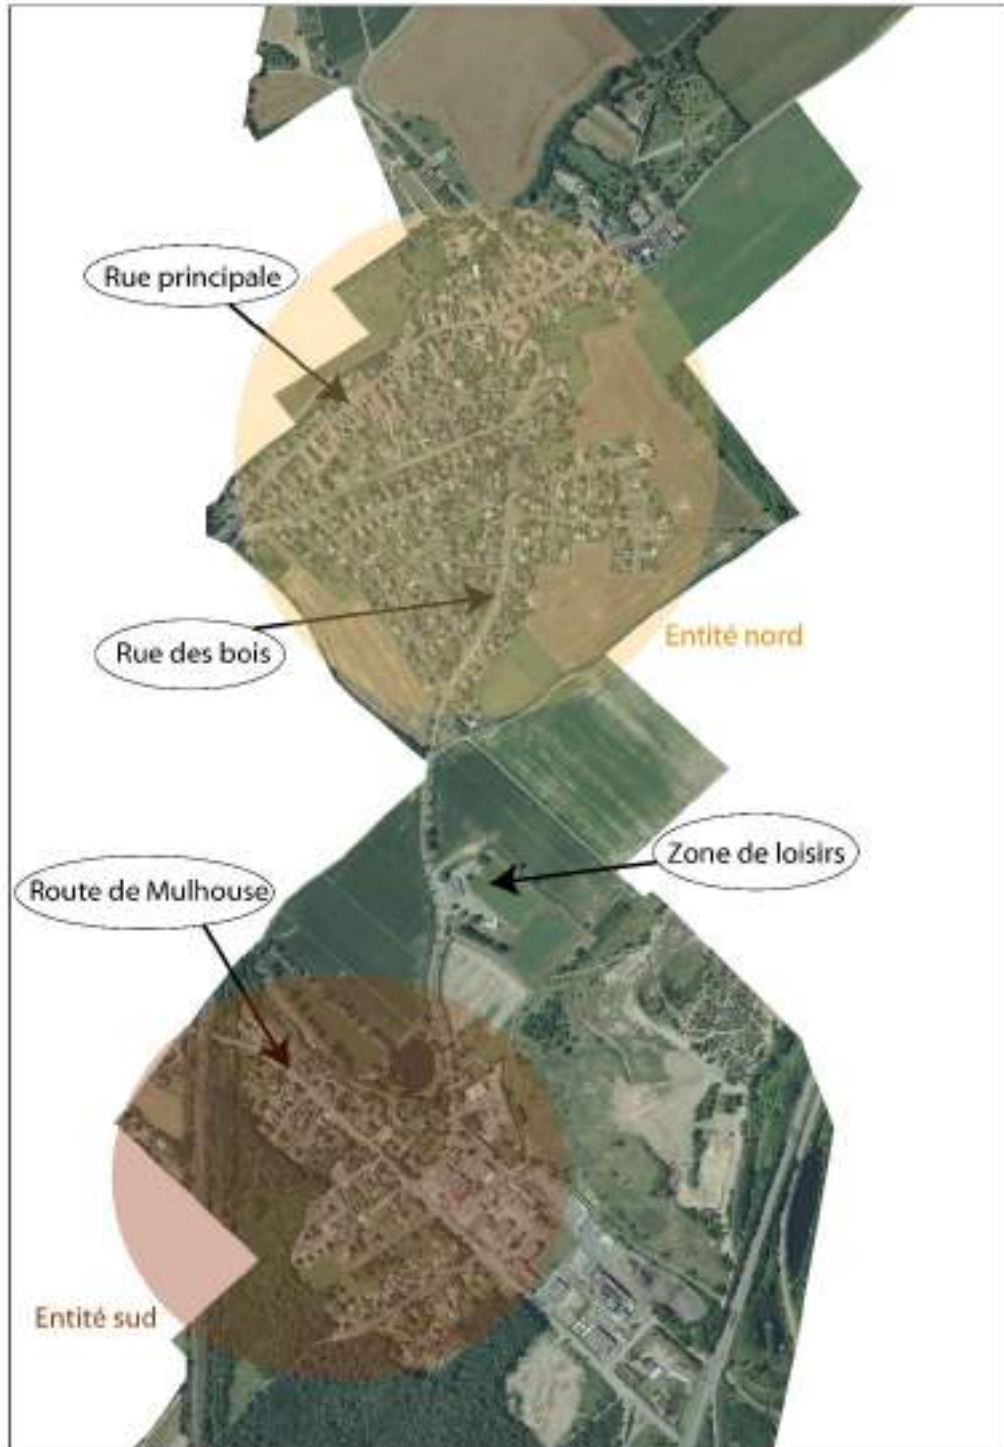 Rue principale
Rue des bois
Entité nord
Zone de loisirs
Route de Mulhouse
Entité sud